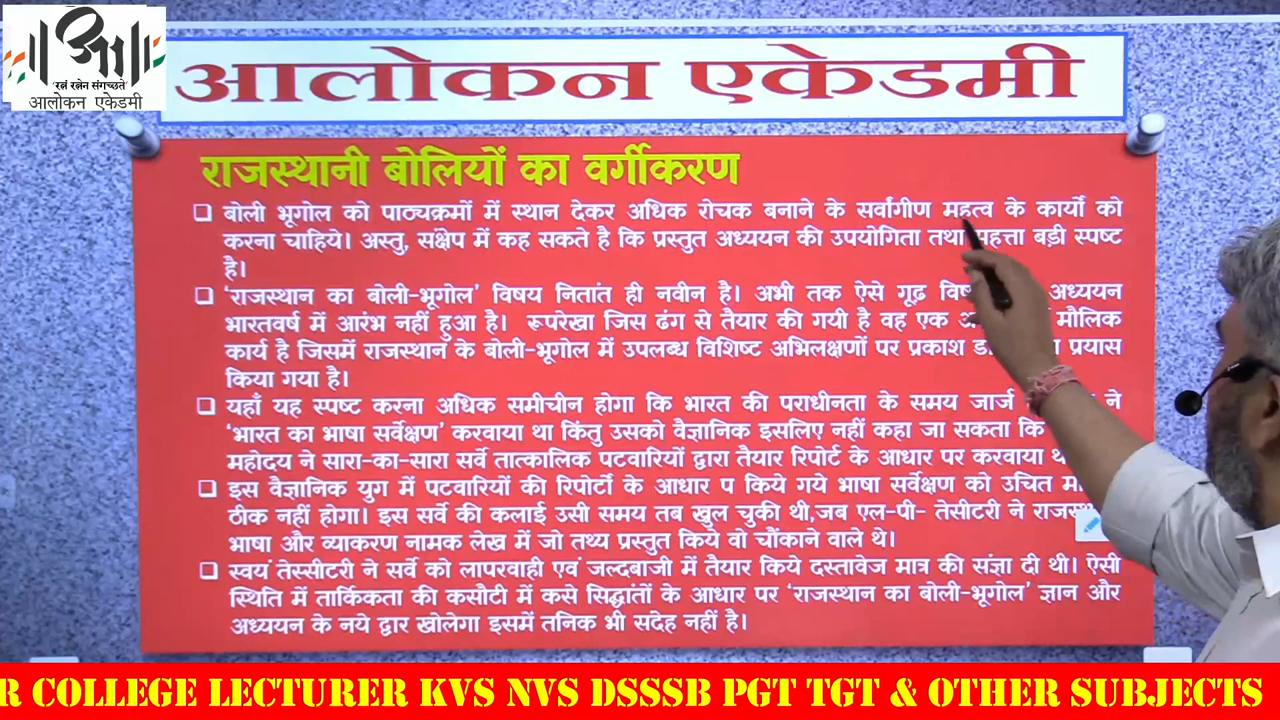 'रत्नं रत्नेन संगच्छते'
आलोकन एकेडमी
आलोकन एकेडमी
राजस्थानी बोलियों का वर्गीकरण
बोली भूगोल को पाठ्यक्रमों में स्थान देकर अधिक रोचक बनाने के सर्वांगीण महत्व के कार्यो को
करना चाहिये। अस्तु, संक्षेप में कह सकते है कि प्रस्तुत अध्ययन की उपयोगिता तथा महत्ता बड़ी स्पष्ट
है।
'राजस्थान का बोली-भूगोल' विषय नितांत ही नवीन है। अभी तक ऐसे गूढ़ अध्ययन
भारतवर्ष में आरंभ नहीं हुआ है। रूपरेखा जिस ढंग से तैयार की गयी है वह एक मौलिक
कार्य है जिसमें राजस्थान के बोली-भूगोल में उपलब्ध विशिष्ट अभिलक्षणों पर प्रकाश प्रयास
किया गया है।
यहाँ यह स्पष्ट करना अधिक समीचीन होगा कि भारत की पराधीनता के समय जार्ज ने
'भारत का भाषा सर्वेक्षण' करवाया था किंतु उसको वैज्ञानिक इसलिए नहीं कहा जा सकता कि
महोदय ने सारा-का-सारा सर्वे तात्कालिक पटवारियों द्वारा तैयार रिपोर्ट के आधार पर करवाया
इस वैज्ञानिक युग में पटवारियों की रिपोर्टो के आधार प किये गये भाषा सर्वेक्षण को उचित
ठीक नहीं होगा। इस सर्वे की कलाई उसी समय तब खुल चुकी थी,जब एल-पी- तेसीटरी ने
भाषा और व्याकरण नामक लेख में जो तथ्य प्रस्तुत किये वो चौंकाने वाले थे।
स्वयं तेस्सीटरी ने सर्वे को लापरवाही एवं जल्दबाजी में तैयार किये दस्तावेज मात्र की संज्ञा दी थी। ऐसी
स्थिति में तार्किकता की कसौटी में कसे सिद्धांतों के आधार पर 'राजस्थान का बोली-भूगोल' ज्ञान और
अध्ययन के नये द्वार खोलेगा इसमें तनिक भी संदेह नहीं है।
R COLLEGE LECTURER KVS NVS DSSSB PGT TGT & OTHER SUBJECTS